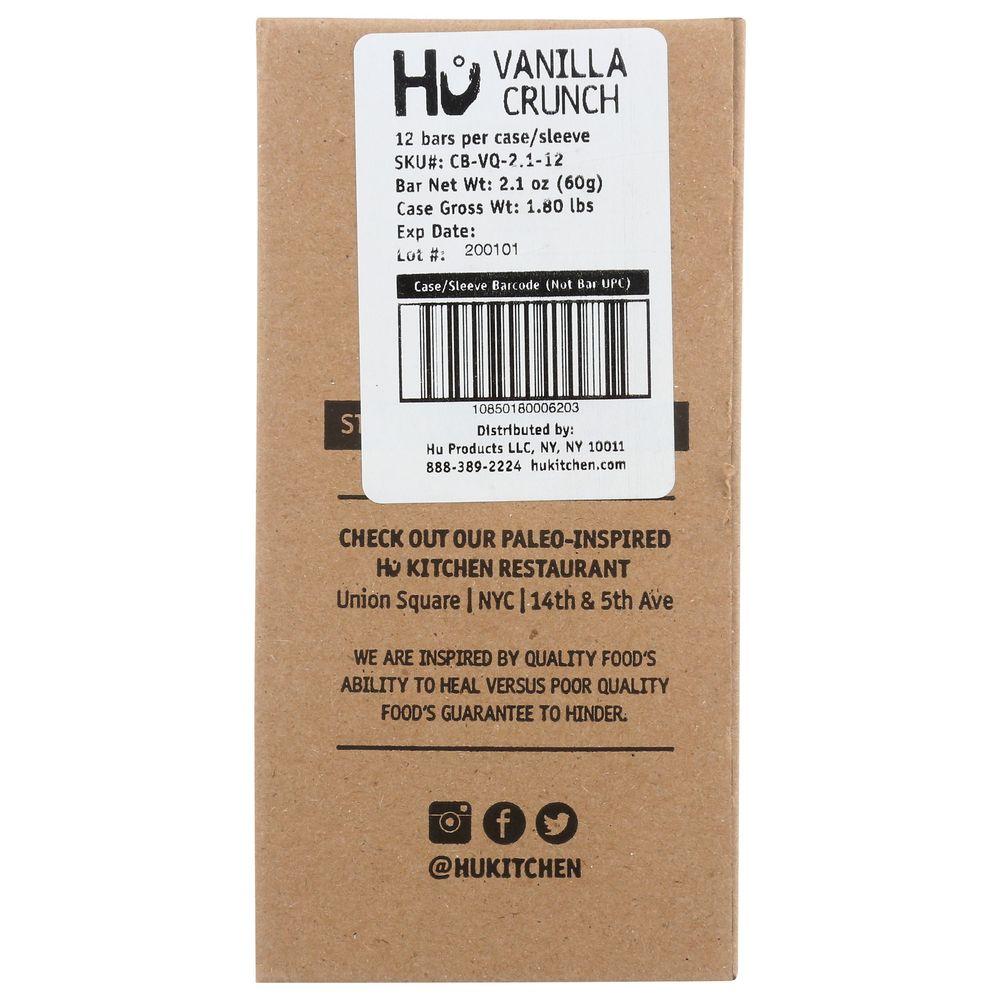 Hu VANILLA
CRUNCH
12 bars per case/sleeve
SKU#: CB-VQ-2.1-12
Bar Net Wt: 2.1 oz (60g)
Case Gross Wt: 1.80 lbs
Exp Date:
Lot #: 200101
Case/Sleeve Barcode (Not Bar UPC)
10850180006203
Distributed by:
Hu Products LLC, NY, NY 10011
888-389-2224 hukitchen.com
CHECK OUT OUR PALEO-INSPIRED
Hu KITCHEN RESTAURANT
Union Square | NYC | 14th & 5th Ave
WE ARE INSPIRED BY QUALITY FOOD'S
ABILITY TO HEAL VERSUS POOR QUALITY
FOOD'S GUARANTEE TO HINDER.
@HUKITCHEN